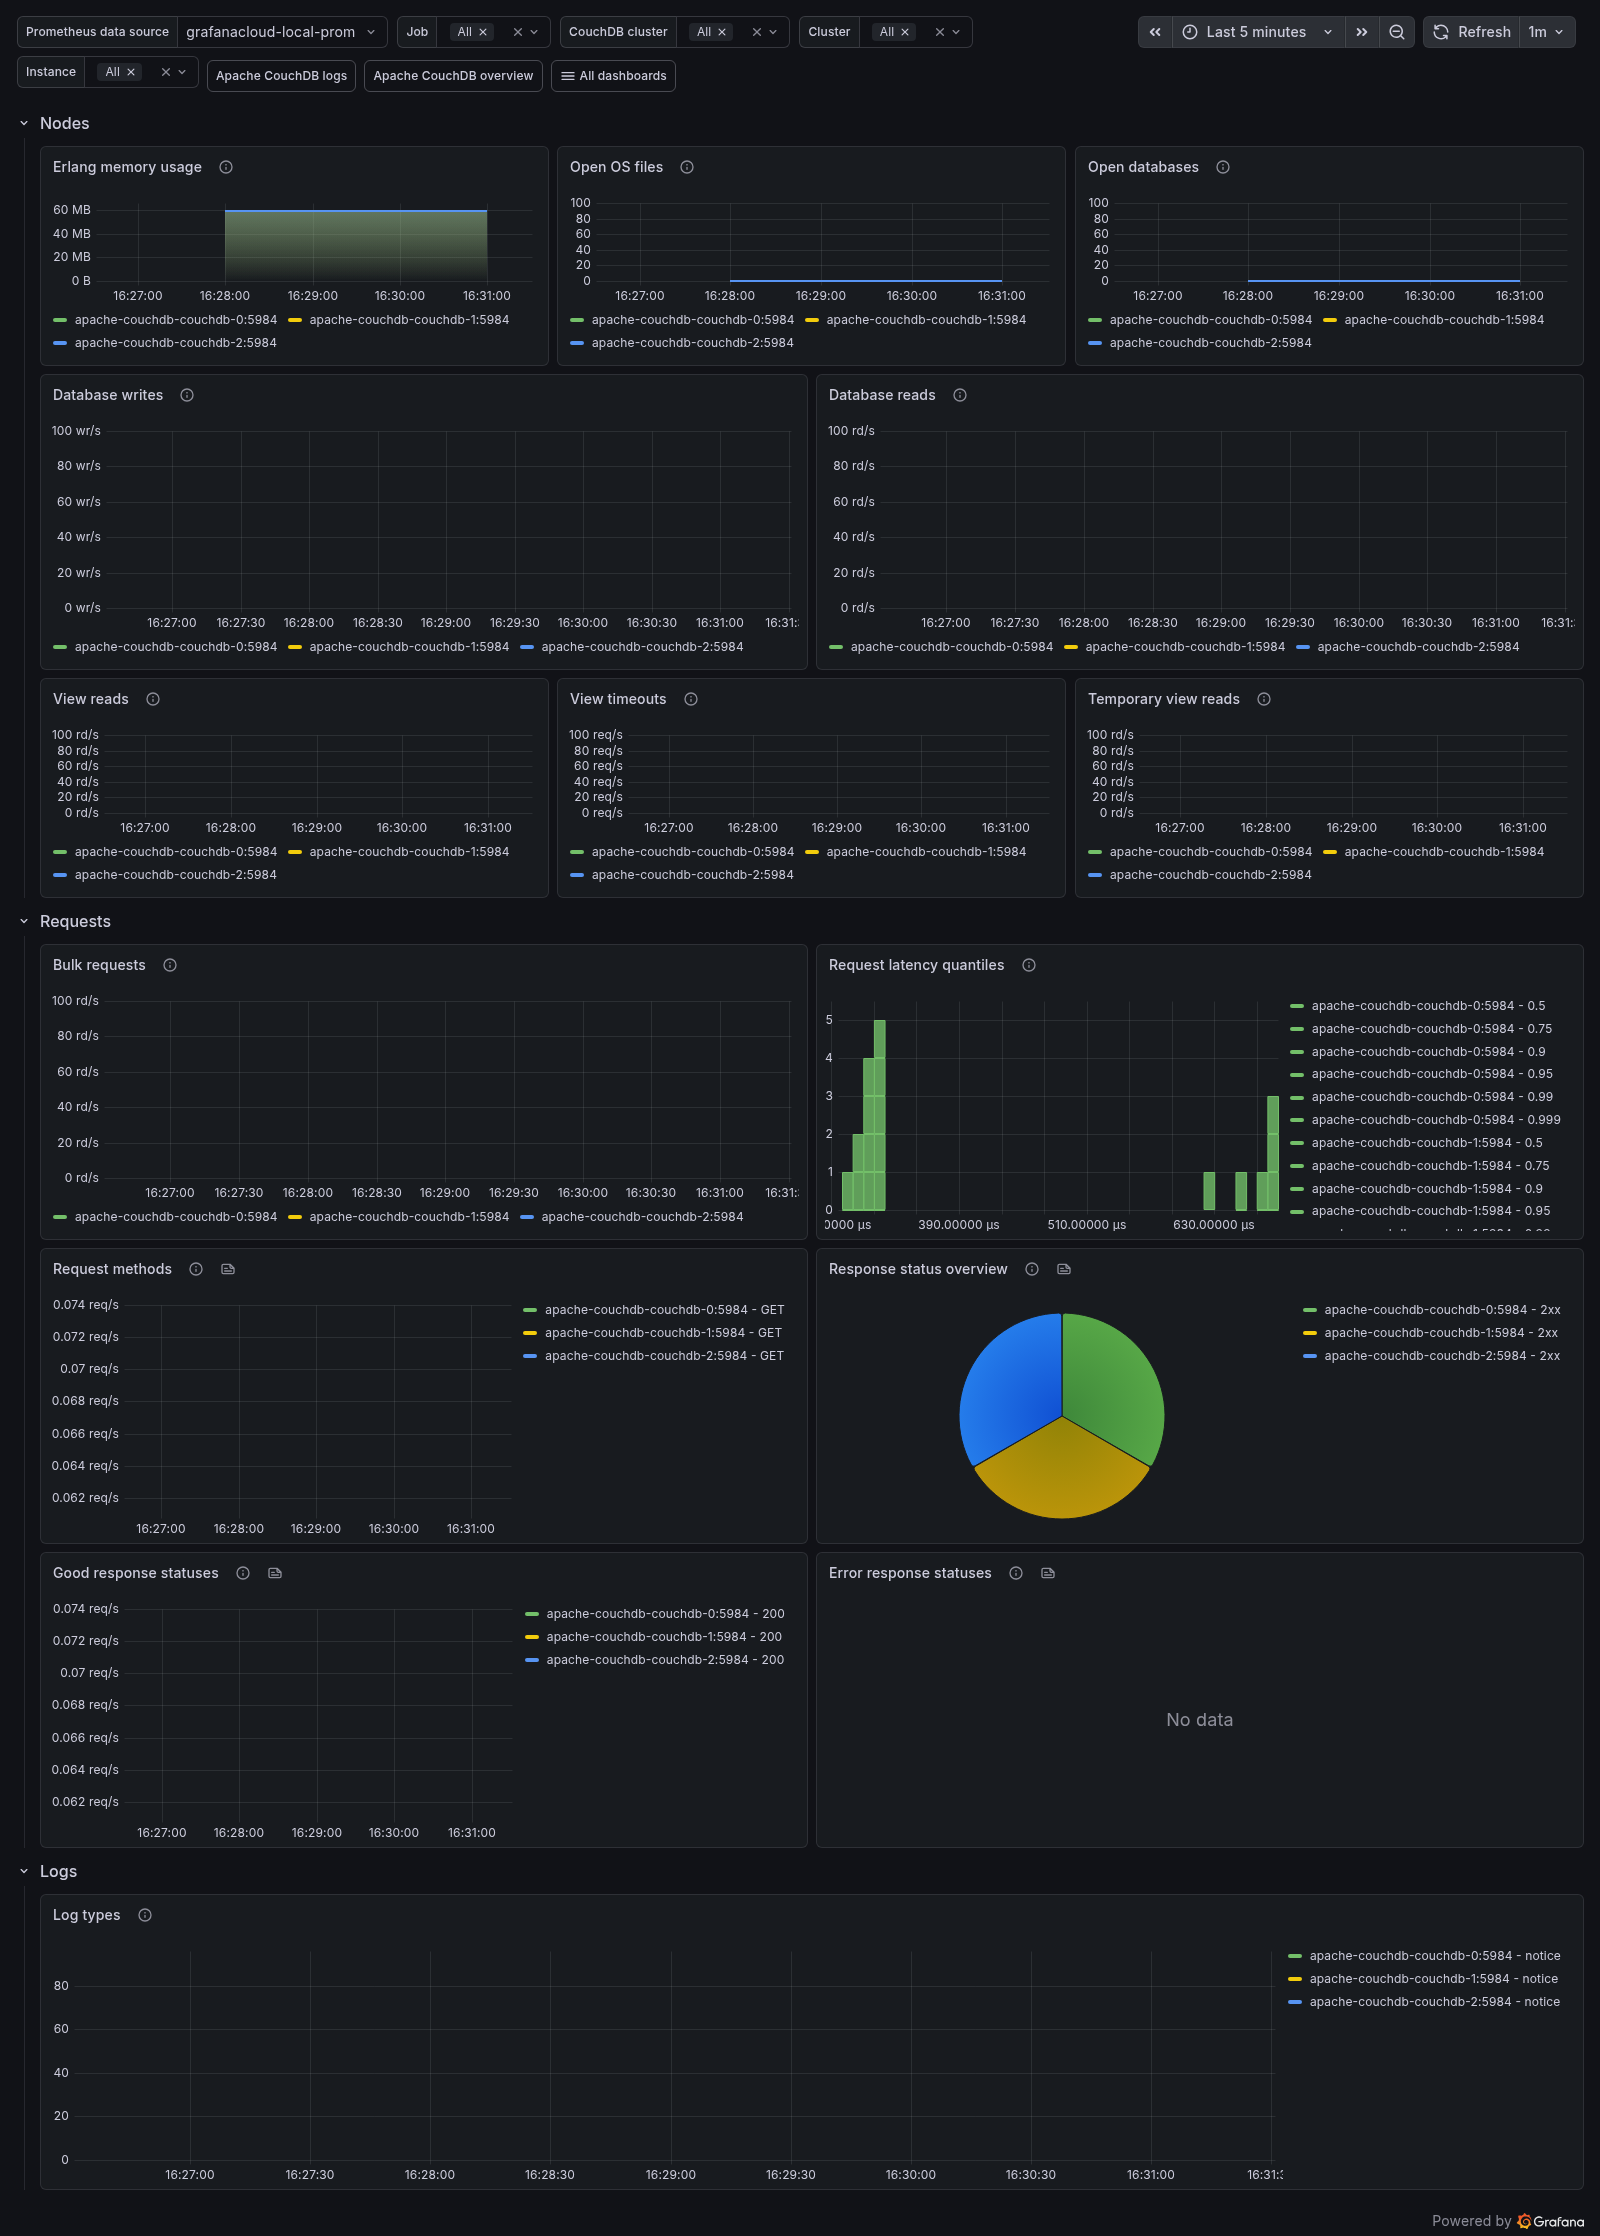 Prometheus data source grafanacloud-local-prom Job All CouchDB cluster All Cluster All Last 5 minutes Refresh 1m
Instance All Apache CouchDB logs Apache CouchDB overview All dashboards
Nodes
Erlang memory usage
60 MB
40 MB
20 MB
0 B
16:27:00 16:28:00 16:29:00 16:30:00 16:31:00
apache-couchdb-couchdb-0:5984 apache-couchdb-couchdb-1:5984
apache-couchdb-couchdb-2:5984
Open OS files
100
80
60
40
20
0
16:27:00 16:28:00 16:29:00 16:30:00 16:31:00
apache-couchdb-couchdb-0:5984 apache-couchdb-couchdb-1:5984
apache-couchdb-couchdb-2:5984
Open databases
100
80
60
40
20
0
16:27:00 16:28:00 16:29:00 16:30:00 16:31:00
apache-couchdb-couchdb-0:5984 apache-couchdb-couchdb-1:5984
apache-couchdb-couchdb-2:5984
Database writes
100 wr/s
80 wr/s
60 wr/s
40 wr/s
20 wr/s
0 wr/s
16:27:00 16:27:30 16:28:00 16:28:30 16:29:00 16:29:30 16:30:00 16:30:30 16:31:00 16:31:
apache-couchdb-couchdb-0:5984 apache-couchdb-couchdb-1:5984 apache-couchdb-couchdb-2:5984
Database reads
100 rd/s
80 rd/s
60 rd/s
40 rd/s
20 rd/s
0 rd/s
16:27:00 16:27:30 16:28:00 16:28:30 16:29:00 16:29:30 16:30:00 16:30:30 16:31:00 16:31:
apache-couchdb-couchdb-0:5984 apache-couchdb-couchdb-1:5984 apache-couchdb-couchdb-2:5984
View reads
100 rd/s
80 rd/s
60 rd/s
40 rd/s
20 rd/s
0 rd/s
16:27:00 16:28:00 16:29:00 16:30:00 16:31:00
apache-couchdb-couchdb-0:5984 apache-couchdb-couchdb-1:5984
apache-couchdb-couchdb-2:5984
View timeouts
100 req/s
80 req/s
60 req/s
40 req/s
20 req/s
0 req/s
16:27:00 16:28:00 16:29:00 16:30:00 16:31:00
apache-couchdb-couchdb-0:5984 apache-couchdb-couchdb-1:5984
apache-couchdb-couchdb-2:5984
Temporary view reads
100 rd/s
80 rd/s
60 rd/s
40 rd/s
20 rd/s
0 rd/s
16:27:00 16:28:00 16:29:00 16:30:00 16:31:00
apache-couchdb-couchdb-0:5984 apache-couchdb-couchdb-1:5984
apache-couchdb-couchdb-2:5984
Requests
Bulk requests
100 rd/s
80 rd/s
60 rd/s
40 rd/s
20 rd/s
0 rd/s
16:27:00 16:27:30 16:28:00 16:28:30 16:29:00 16:29:30 16:30:00 16:30:30 16:31:00 16:31:
apache-couchdb-couchdb-0:5984 apache-couchdb-couchdb-1:5984 apache-couchdb-couchdb-2:5984
Request latency quantiles
5
4
3
2
1
0
0000 µs 390.00000 µs 510.00000 µs 630.00000 µs
apache-couchdb-couchdb-0:5984 - 0.5
apache-couchdb-couchdb-0:5984 - 0.75
apache-couchdb-couchdb-0:5984 - 0.9
apache-couchdb-couchdb-0:5984 - 0.95
apache-couchdb-couchdb-0:5984 - 0.99
apache-couchdb-couchdb-0:5984 - 0.999
apache-couchdb-couchdb-1:5984 - 0.5
apache-couchdb-couchdb-1:5984 - 0.75
apache-couchdb-couchdb-1:5984 - 0.9
apache-couchdb-couchdb-1:5984 - 0.95
Request methods
0.074 req/s
0.072 req/s
0.07 req/s
0.068 req/s
0.066 req/s
0.064 req/s
0.062 req/s
16:27:00 16:28:00 16:29:00 16:30:00 16:31:00
apache-couchdb-couchdb-0:5984 - GET
apache-couchdb-couchdb-1:5984 - GET
apache-couchdb-couchdb-2:5984 - GET
Response status overview
apache-couchdb-couchdb-0:5984 - 2xx
apache-couchdb-couchdb-1:5984 - 2xx
apache-couchdb-couchdb-2:5984 - 2xx
Good response statuses
0.074 req/s
0.072 req/s
0.07 req/s
0.068 req/s
0.066 req/s
0.064 req/s
0.062 req/s
16:27:00 16:28:00 16:29:00 16:30:00 16:31:00
apache-couchdb-couchdb-0:5984 - 200
apache-couchdb-couchdb-1:5984 - 200
apache-couchdb-couchdb-2:5984 - 200
Error response statuses
No data
Logs
Log types
80
60
40
20
0
16:27:00 16:27:30 16:28:00 16:28:30 16:29:00 16:29:30 16:30:00 16:30:30 16:31:00 16:31:
apache-couchdb-couchdb-0:5984 - notice
apache-couchdb-couchdb-1:5984 - notice
apache-couchdb-couchdb-2:5984 - notice
Powered by Grafana